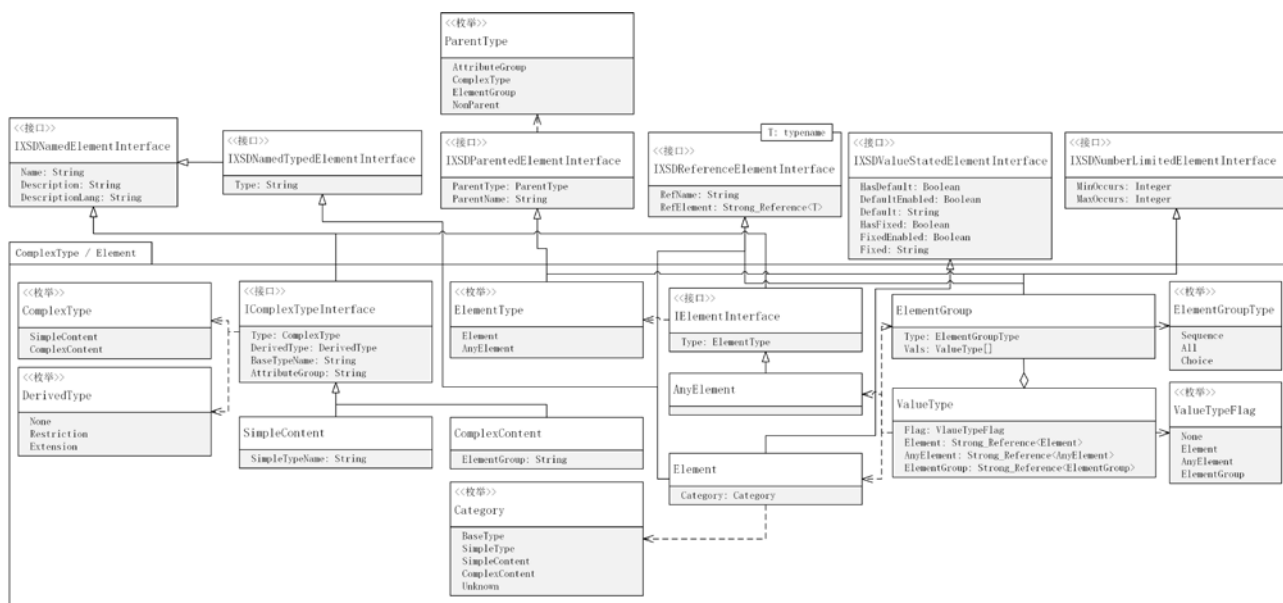 <<枚举>>
ParentType
AttributeGroup
ComplexType
ElementGroup
NonParent
<<接口>>
IXSDNamedElementInterface
Name: String
Description: String
DescriptionLang: String
<<接口>>
IXSDNamedTypedElementInterface
Type: String
<<接口>>
IXSDParentedElementInterface
ParentType: ParentType
ParentName: String
T: typename
<<接口>>
IXSDReferenceElementInterface
RefName: String
RefElement: Strong_Reference<T>
<<接口>>
IXSDValueStatedElementInterface
HasDefault: Boolean
DefaultEnabled: Boolean
Default: String
HasFixed: Boolean
FixedEnabled: Boolean
Fixed: String
<<接口>>
IXSDNumberLimitedElementInterface
MinOccurs: Integer
MaxOccurs: Integer
ComplexType / Element
<<枚举>>
ComplexType
SimpleContent
ComplexContent
<<接口>>
IComplexTypeInterface
Type: ComplexType
DerivedType: DerivedType
BaseTypeName: String
AttributeGroup: String
<<枚举>>
ElementType
Element
AnyElement
<<接口>>
IElementInterface
Type: ElementType
ElementGroup
Type: ElementGroupType
Vals: ValueType[]
<<枚举>>
ElementGroupType
Sequence
All
Choice
<<枚举>>
DerivedType
None
Restriction
Extension
AnyElement
ValueType
Flag: VlaueTypeFlag
Element: Strong_Reference<Element>
AnyElement: Strong_Reference<AnyElement>
ElementGroup: Strong_Reference<ElementGroup>
<<枚举>>
ValueTypeFlag
None
Element
AnyElement
ElementGroup
SimpleContent
SimpleTypeName: String
ComplexContent
ElementGroup: String
Element
Category: Category
<<枚举>>
Category
BaseType
SimpleType
SimpleContent
ComplexContent
Unknown